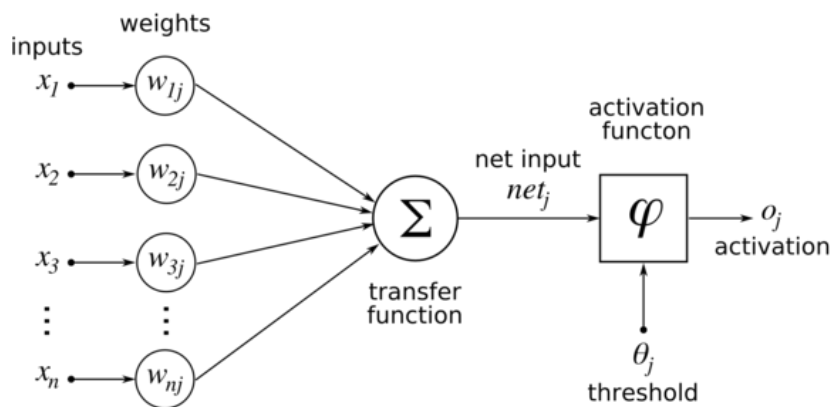 inputs
weights
x₁
w₁ⱼ
x₂
w₂ⱼ
x₃
w₃ⱼ
⋮
⋮
xₙ
wₙⱼ
Σ
transfer
function
net input
netⱼ
activation
functon
φ
oⱼ
activation
θⱼ
threshold